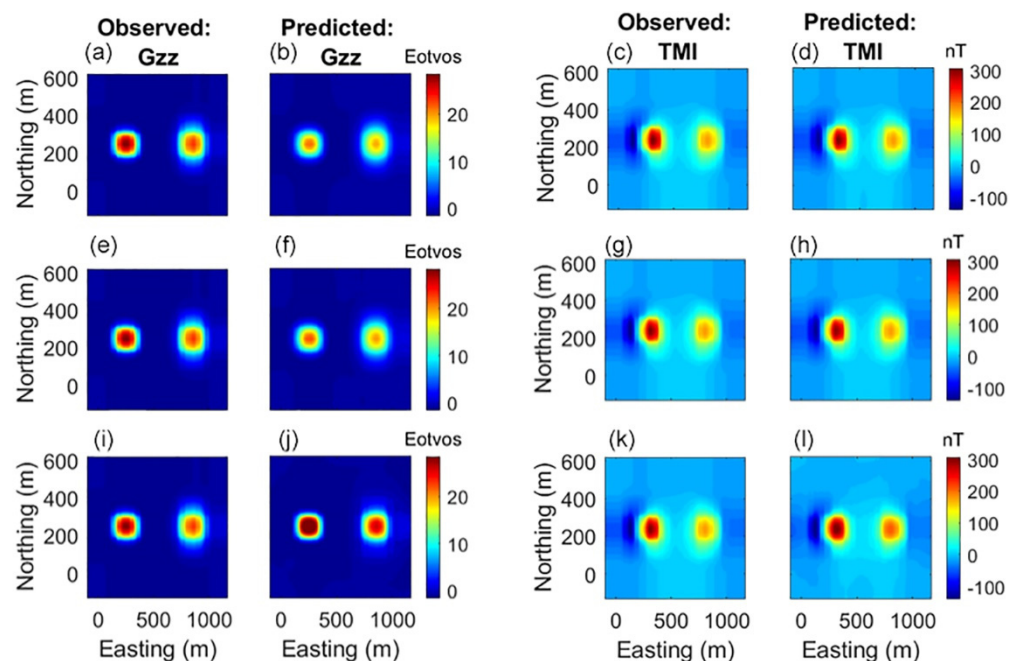 Observed: Predicted: Observed: Predicted:
(a) Gzz (b) Gzz Eotvos (c) TMI (d) TMI nT
Northing (m) 600 200 0 20 10 0 Northing (m) 600 400 200 0 300 200 100 0 -100
(e) (f) Eotvos (g) (h) nT
Northing (m) 600 200 0 20 10 0 Northing (m) 600 400 200 0 300 200 100 0 -100
(i) (j) Eotvos (k) (l) nT
Northing (m) 600 400 200 0 20 10 0 Northing (m) 600 400 200 0 300 200 100 0 -100
0 500 1000 0 500 1000 0 500 1000 0 500 1000
Easting (m) Easting (m) Easting (m) Easting (m)